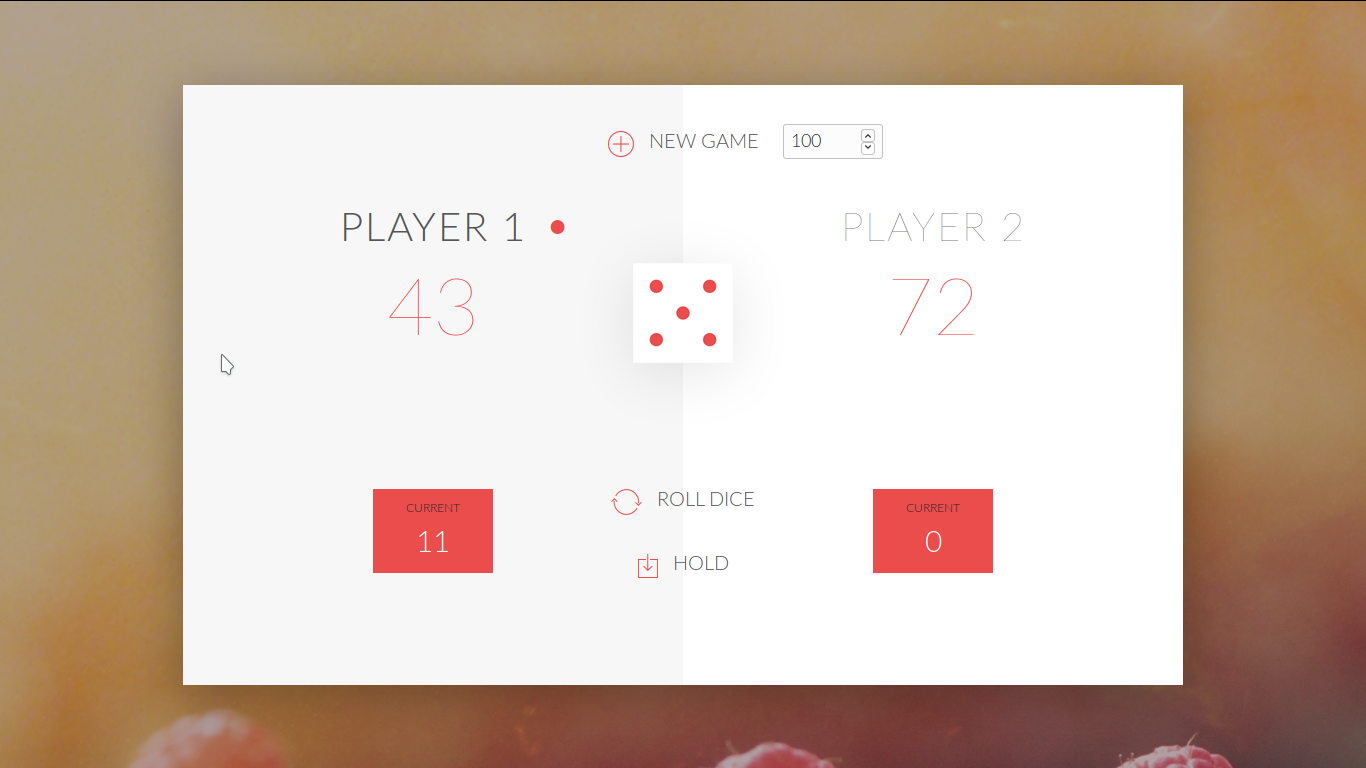 NEW GAME 100
PLAYER 1
43
PLAYER 2
72
ROLL DICE
HOLD
CURRENT
11
CURRENT
0